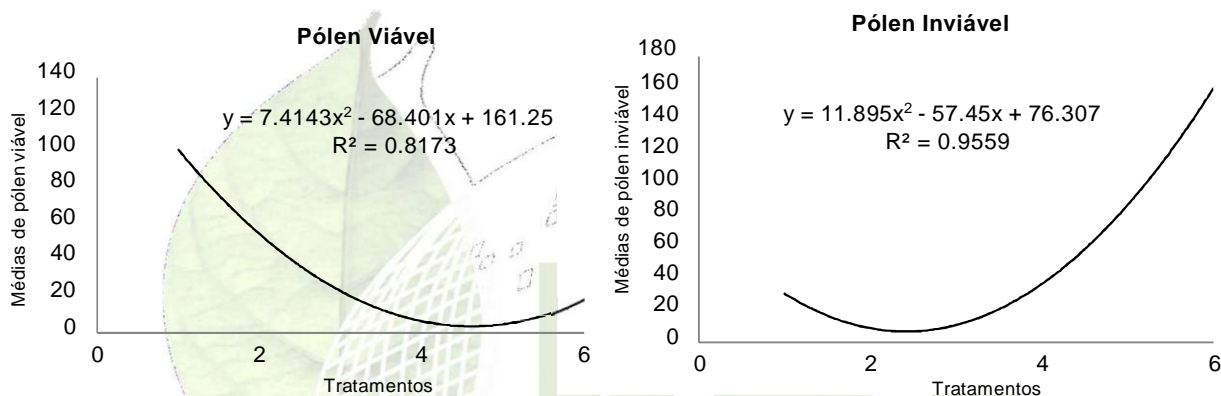 Pólen Viável
Médias de pólen viável
140
120
100
80
60
40
20
0
y = 7.4143x² - 68.401x + 161.25
R² = 0.8173
0 2 4 6
Tratamentos
Pólen Inviável
Médias de pólen inviável
180
160
140
120
100
80
60
40
20
0
y = 11.895x² - 57.45x + 76.307
R² = 0.9559
0 2 4 6
Tratamentos